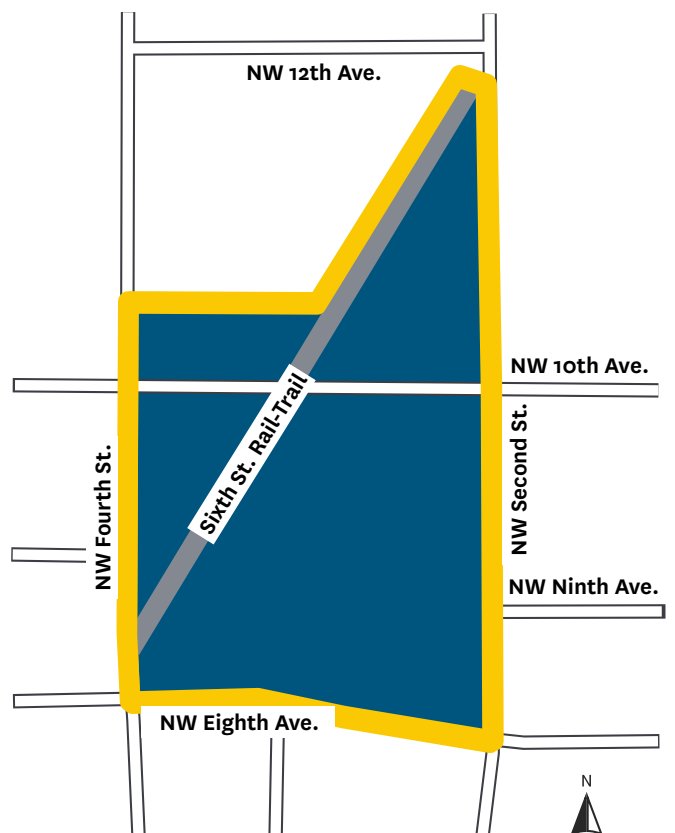 NW 12th Ave.
NW 10th Ave.
Sixth St. Rail-Trail
NW Second St.
NW Fourth St.
NW Ninth Ave.
NW Eighth Ave.
N